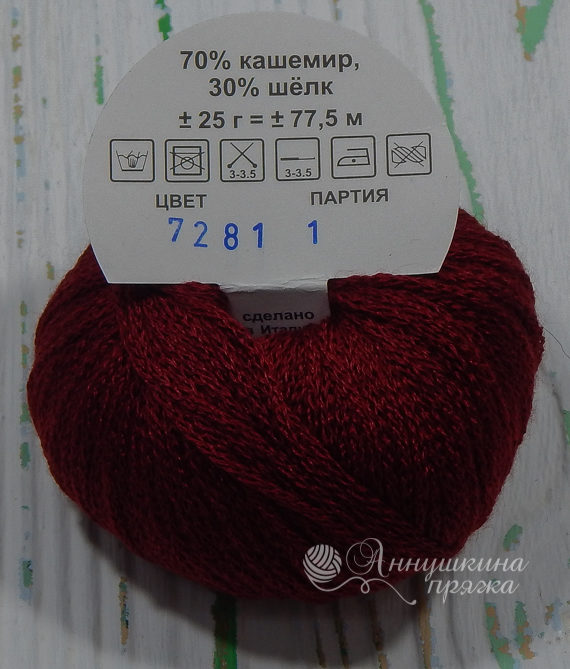 70% кашемир,
30% шёлк
± 25 г = ± 77,5 м
3-3.5 3-3.5
ЦВЕТ ПАРТИЯ
7281 1
сделано
Аннушкина
пряжа